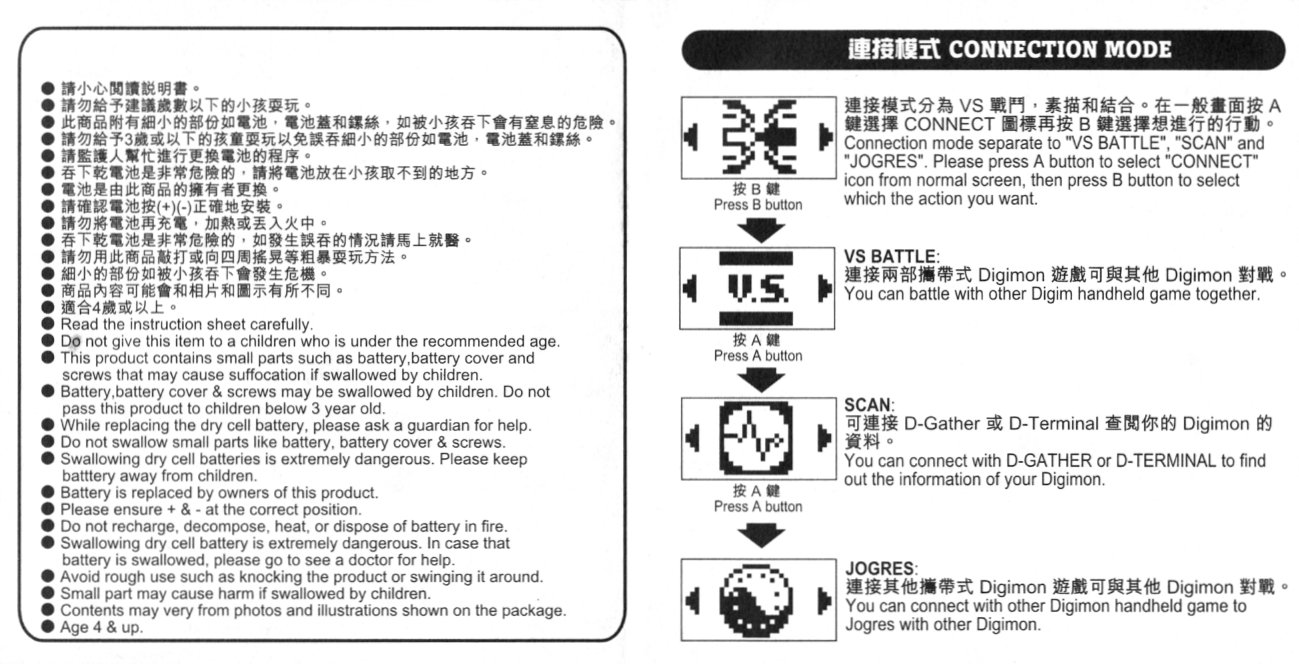 ● 請小心閱讀説明書。
● 請勿給予建議歲數以下的小孩耍玩。
● 此商品附有細小的部份如電池，電池蓋和鏍絲，如被小孩吞下會有窒息的危險。
● 請勿給予3歲或以下的孩童耍玩以免誤吞細小的部份如電池，電池蓋和鏍絲。
● 請監護人幫忙進行更換電池的程序。
● 吞下乾電池是非常危險的，請將電池放在小孩取不到的地方。
● 電池是由此商品的擁有者更換。
● 請確認電池按(+)(-)正確地安裝。
● 請勿將電池再充電，加熱或丟入火中。
● 吞下乾電池是非常危險的，如發生誤吞的情況請馬上就醫。
● 請勿用此商品敲打或向四周搖晃等粗暴耍玩方法。
● 細小的部份如被小孩吞下會發生危機。
● 商品內容可能會和相片和圖示有所不同。
● 適合4歲或以上。
● Read the instruction sheet carefully.
● Do not give this item to a children who is under the recommended age.
● This product contains small parts such as battery,battery cover and
screws that may cause suffocation if swallowed by children.
● Battery,battery cover & screws may be swallowed by children. Do not
pass this product to children below 3 year old.
● While replacing the dry cell battery, please ask a guardian for help.
● Do not swallow small parts like battery, battery cover & screws.
● Swallowing dry cell batteries is extremely dangerous. Please keep
batttery away from children.
● Battery is replaced by owners of this product.
● Please ensure + & - at the correct position.
● Do not recharge, decompose, heat, or dispose of battery in fire.
● Swallowing dry cell battery is extremely dangerous. In case that
battery is swallowed, please go to see a doctor for help.
● Avoid rough use such as knocking the product or swinging it around.
● Small part may cause harm if swallowed by children.
● Contents may very from photos and illustrations shown on the package.
● Age 4 & up.
連接模式 CONNECTION MODE
連接模式分為 VS 戰鬥，素描和結合。在一般畫面按 A
鍵選擇 CONNECT 圖標再按 B 鍵選擇想進行的行動。
Connection mode separate to "VS BATTLE", "SCAN" and
"JOGRES". Please press A button to select "CONNECT"
icon from normal screen, then press B button to select
which the action you want.
按 B 鍵
Press B button
V.S.
VS BATTLE:
連接兩部攜帶式 Digimon 遊戲可與其他 Digimon 對戰。
You can battle with other Digim handheld game together.
按 A 鍵
Press A button
SCAN:
可連接 D-Gather 或 D-Terminal 查閱你的 Digimon 的
資料。
You can connect with D-GATHER or D-TERMINAL to find
out the information of your Digimon.
按 A 鍵
Press A button
JOGRES:
連接其他攜帶式 Digimon 遊戲可與其他 Digimon 對戰。
You can connect with other Digimon handheld game to
Jogres with other Digimon.